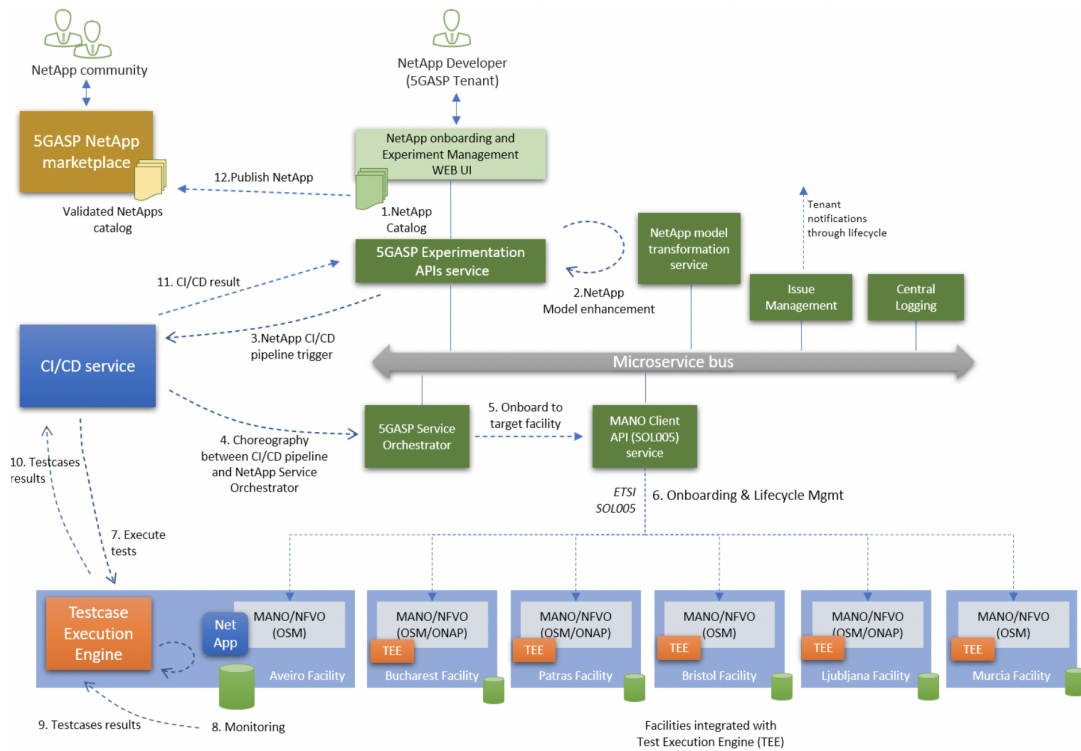 NetApp community
NetApp Developer
(5GASP Tenant)
5GASP NetApp
marketplace
NetApp onboarding and
Experiment Management
WEB UI
12.Publish NetApp
Validated NetApps
catalog
1.NetApp
Catalog
5GASP Experimentation
APIs service
NetApp model
transformation
service
Tenant
notifications
through lifecycle
11. CI/CD result
2.NetApp
Model enhancement
Issue
Management
Central
Logging
3.NetApp CI/CD
pipeline trigger
CI/CD service
Microservice bus
4. Choreography
between CI/CD pipeline
and NetApp Service
Orchestrator
5GASP Service
Orchestrator
5. Onboard to
target facility
MANO Client
API (SOL005)
service
10. Testcases
results
ETSI
SOL005
6. Onboarding & Lifecycle Mgmt
7. Execute
tests
Testcase
Execution
Engine
Net
App
MANO/NFVO
(OSM)
Aveiro Facility
MANO/NFVO
(OSM/ONAP)
TEE
Bucharest Facility
MANO/NFVO
(OSM/ONAP)
TEE
Patras Facility
MANO/NFVO
(OSM)
TEE
Bristol Facility
MANO/NFVO
(OSM/ONAP)
TEE
Ljubljana Facility
MANO/NFVO
(OSM)
TEE
Murcia Facility
9. Testcases results
8. Monitoring
Facilities integrated with
Test Execution Engine (TEE)